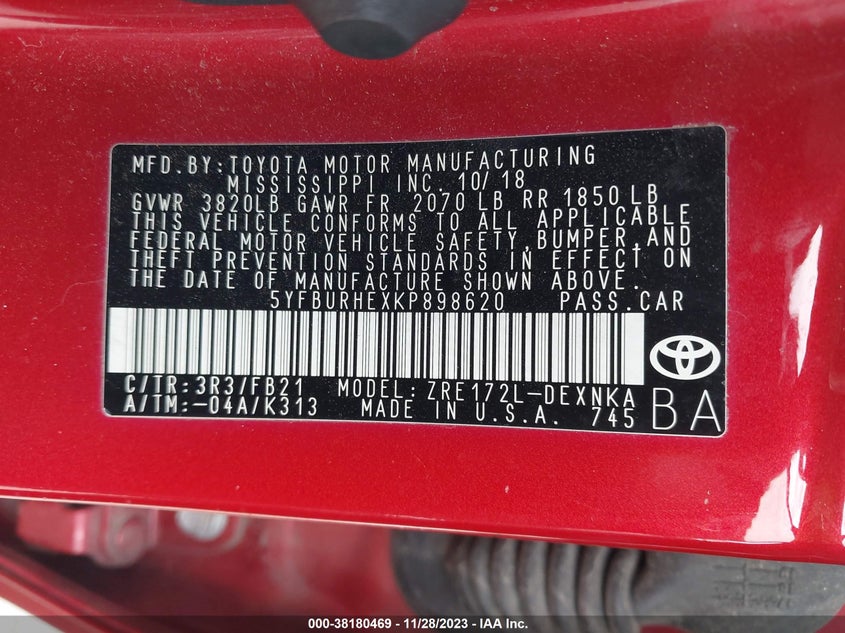 MFD.BY:TOYOTA MOTOR MANUFACTURING
MISSISSIPPI INC. 10/18
GVWR 3820LB GAWR FR 2070 LB RR 1850 LB
THIS VEHICLE CONFORMS TO ALL APPLICABLE
FEDERAL MOTOR VEHICLE SAFETY,BUMPER,AND
THEFT PREVENTION STANDARDS IN EFFECT ON
THE DATE OF MANUFACTURE SHOWN ABOVE.
5YFBURHEXKP898620 PASS.CAR
C/TR:3R3/FB21 MODEL:ZRE172L-DEXNKA
A/TM:-04A/K313 MADE IN U.S.A. 745
BA
000-38180469 - 11/28/2023 - IAA Inc.